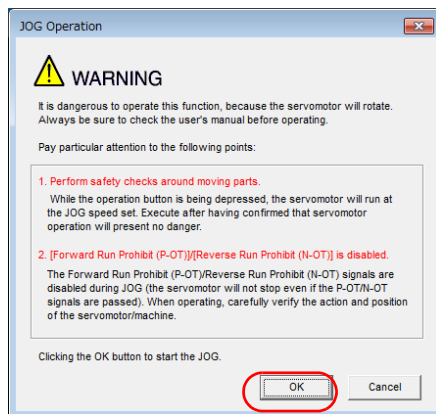 JOG Operation
WARNING
It is dangerous to operate this function, because the servomotor will rotate.
Always be sure to check the user's manual before operating.
Pay particular attention to the following points:
1. Perform safety checks around moving parts.
While the operation button is being depressed, the servomotor will run at
the JOG speed set. Execute after having confirmed that servomotor
operation will present no danger.
2. [Forward Run Prohibit (P-OT)]/[Reverse Run Prohibit (N-OT)] is disabled.
The Forward Run Prohibit (P-OT)/Reverse Run Prohibit (N-OT) signals are
disabled during JOG (the servomotor will not stop even if the P-OT/N-OT
signals are passed). When operating, carefully verify the action and position
of the servomotor/machine.
Clicking the OK button to start the JOG.
OK Cancel